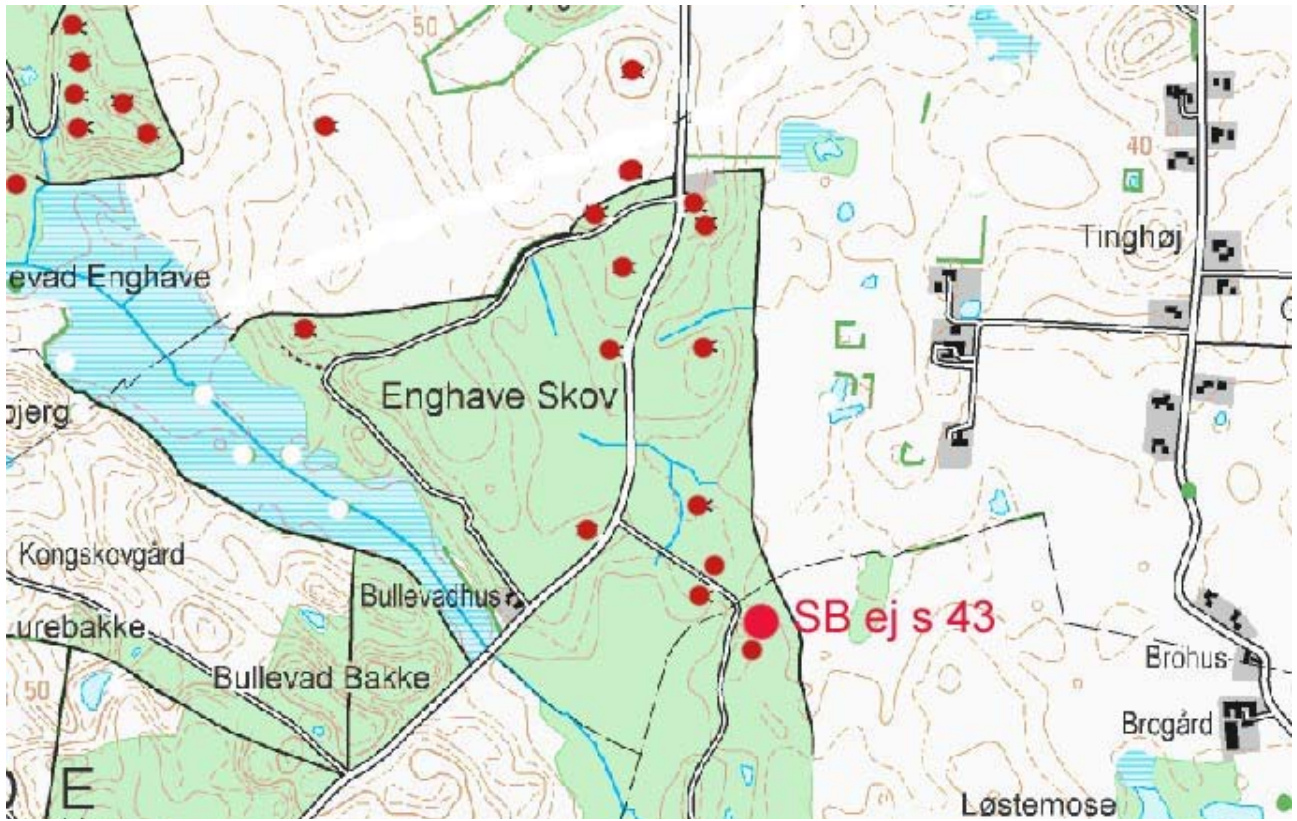 50
40
Tinghøj
evad Enghave
Enghave Skov
bjerg
Kongskovgård
Bullevadhus
urebakke
SB ej s 43
Bullevad Bakke
50
Brohus
Brogård
E
Løstemose